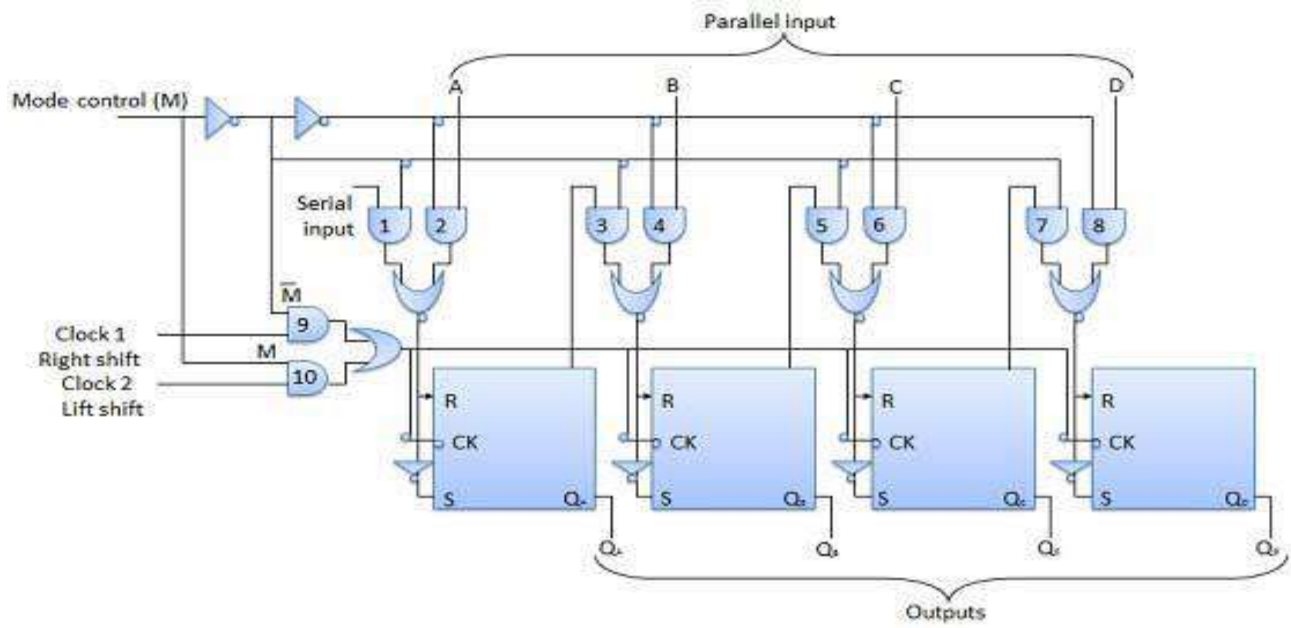 Parallel input
A
B
C
D
Mode control (M)
Serial
input
1
2
3
4
5
6
7
8
M̅
9
Clock 1
Right shift
M
10
Clock 2
Lift shift
R
R
R
R
CK
CK
CK
CK
S
S
S
S
Outputs